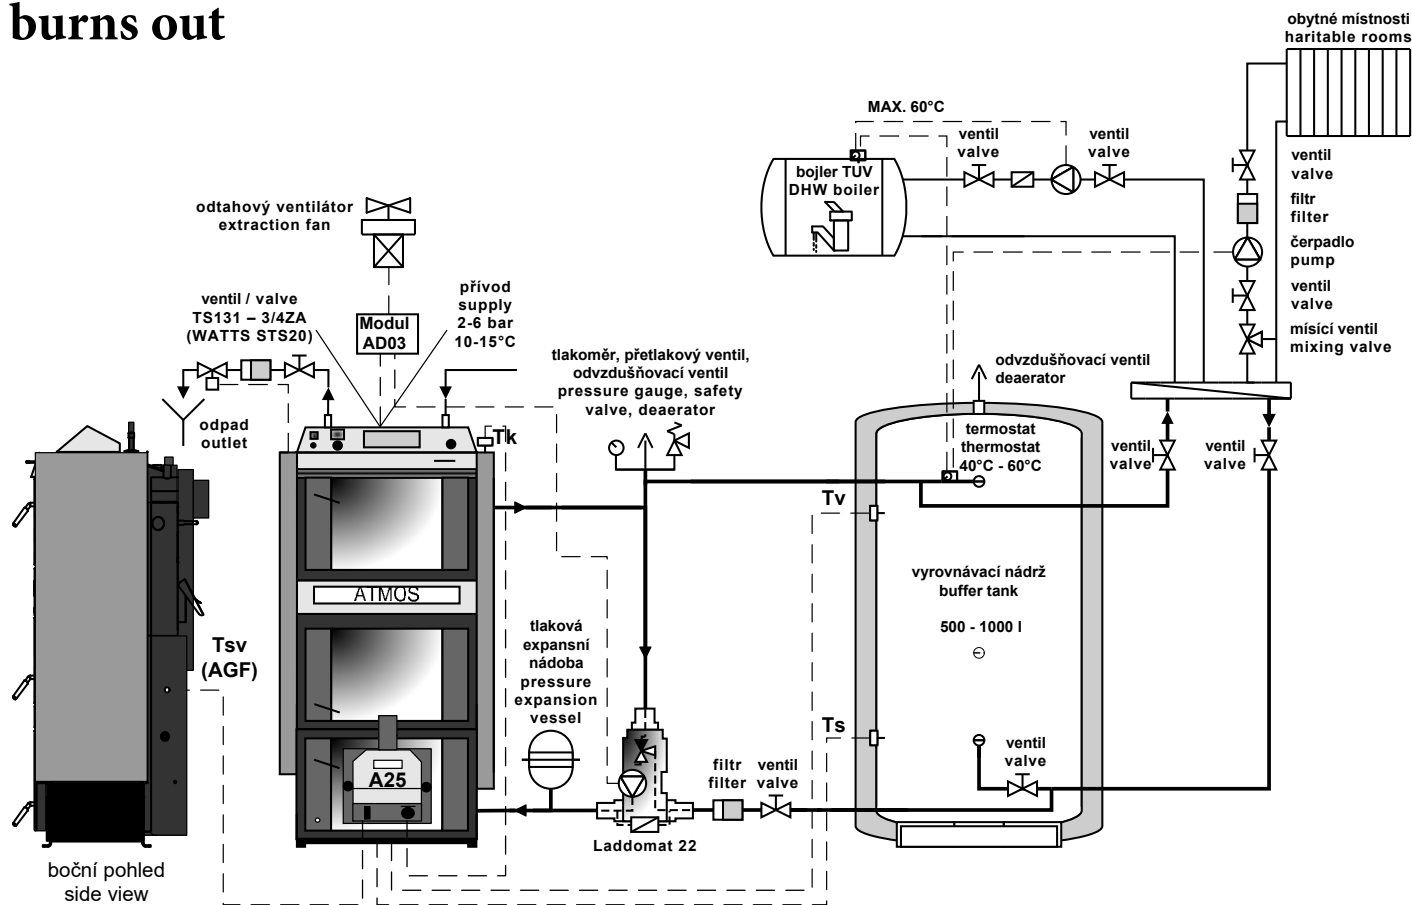 burns out
obytné místnosti
haritable rooms
MAX. 60°C
ventil
valve
ventil
valve
ventil
valve
bojler TUV
DHW boiler
filtr
filter
odtahový ventilátor
extraction fan
čerpadlo
pump
přívod
supply
2-6 bar
10-15°C
ventil / valve
TS131 – 3/4ZA
(WATTS STS20)
Modul
AD03
ventil
valve
mísící ventil
mixing valve
tlakoměr, přetlakový ventil,
odvzdušňovací ventil
pressure gauge, safety
valve, deaerator
odvzdušňovací ventil
deaerator
odpad
outlet
Tk
termostat
thermostat
40°C - 60°C
ventil
valve
ventil
valve
Tv
ATMOS
vyrovnávací nádrž
buffer tank
500 - 1000 l
Tsv
(AGF)
tlaková
expansní
nádoba
pressure
expansion
vessel
Ts
A25
filtr
filter
ventil
valve
ventil
valve
Laddomat 22
boční pohled
side view